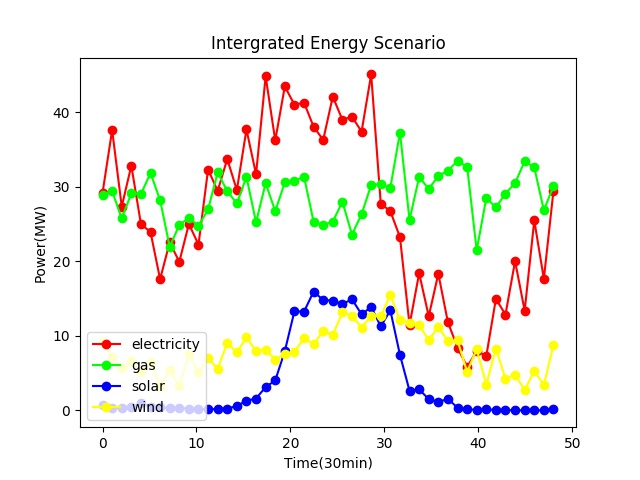 Intergrated Energy Scenario
Power(MW)
40
30
20
10
0
electricity
gas
solar
wind
0 10 20 30 40 50
Time(30min)